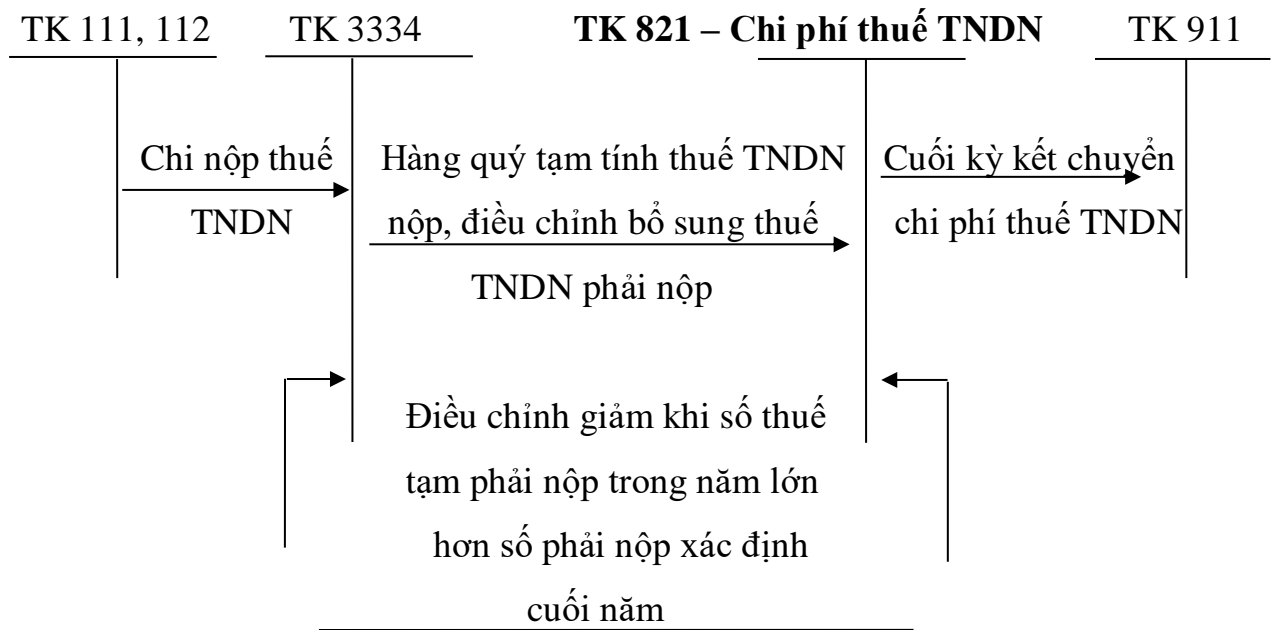 TK 111, 112 TK 3334 TK 821 – Chi phí thuế TNDN TK 911
Chi nộp thuế
TNDN
Hàng quý tạm tính thuế TNDN
nộp, điều chỉnh bổ sung thuế
TNDN phải nộp
Cuối kỳ kết chuyển
chi phí thuế TNDN
Điều chỉnh giảm khi số thuế
tạm phải nộp trong năm lớn
hơn số phải nộp xác định
cuối năm